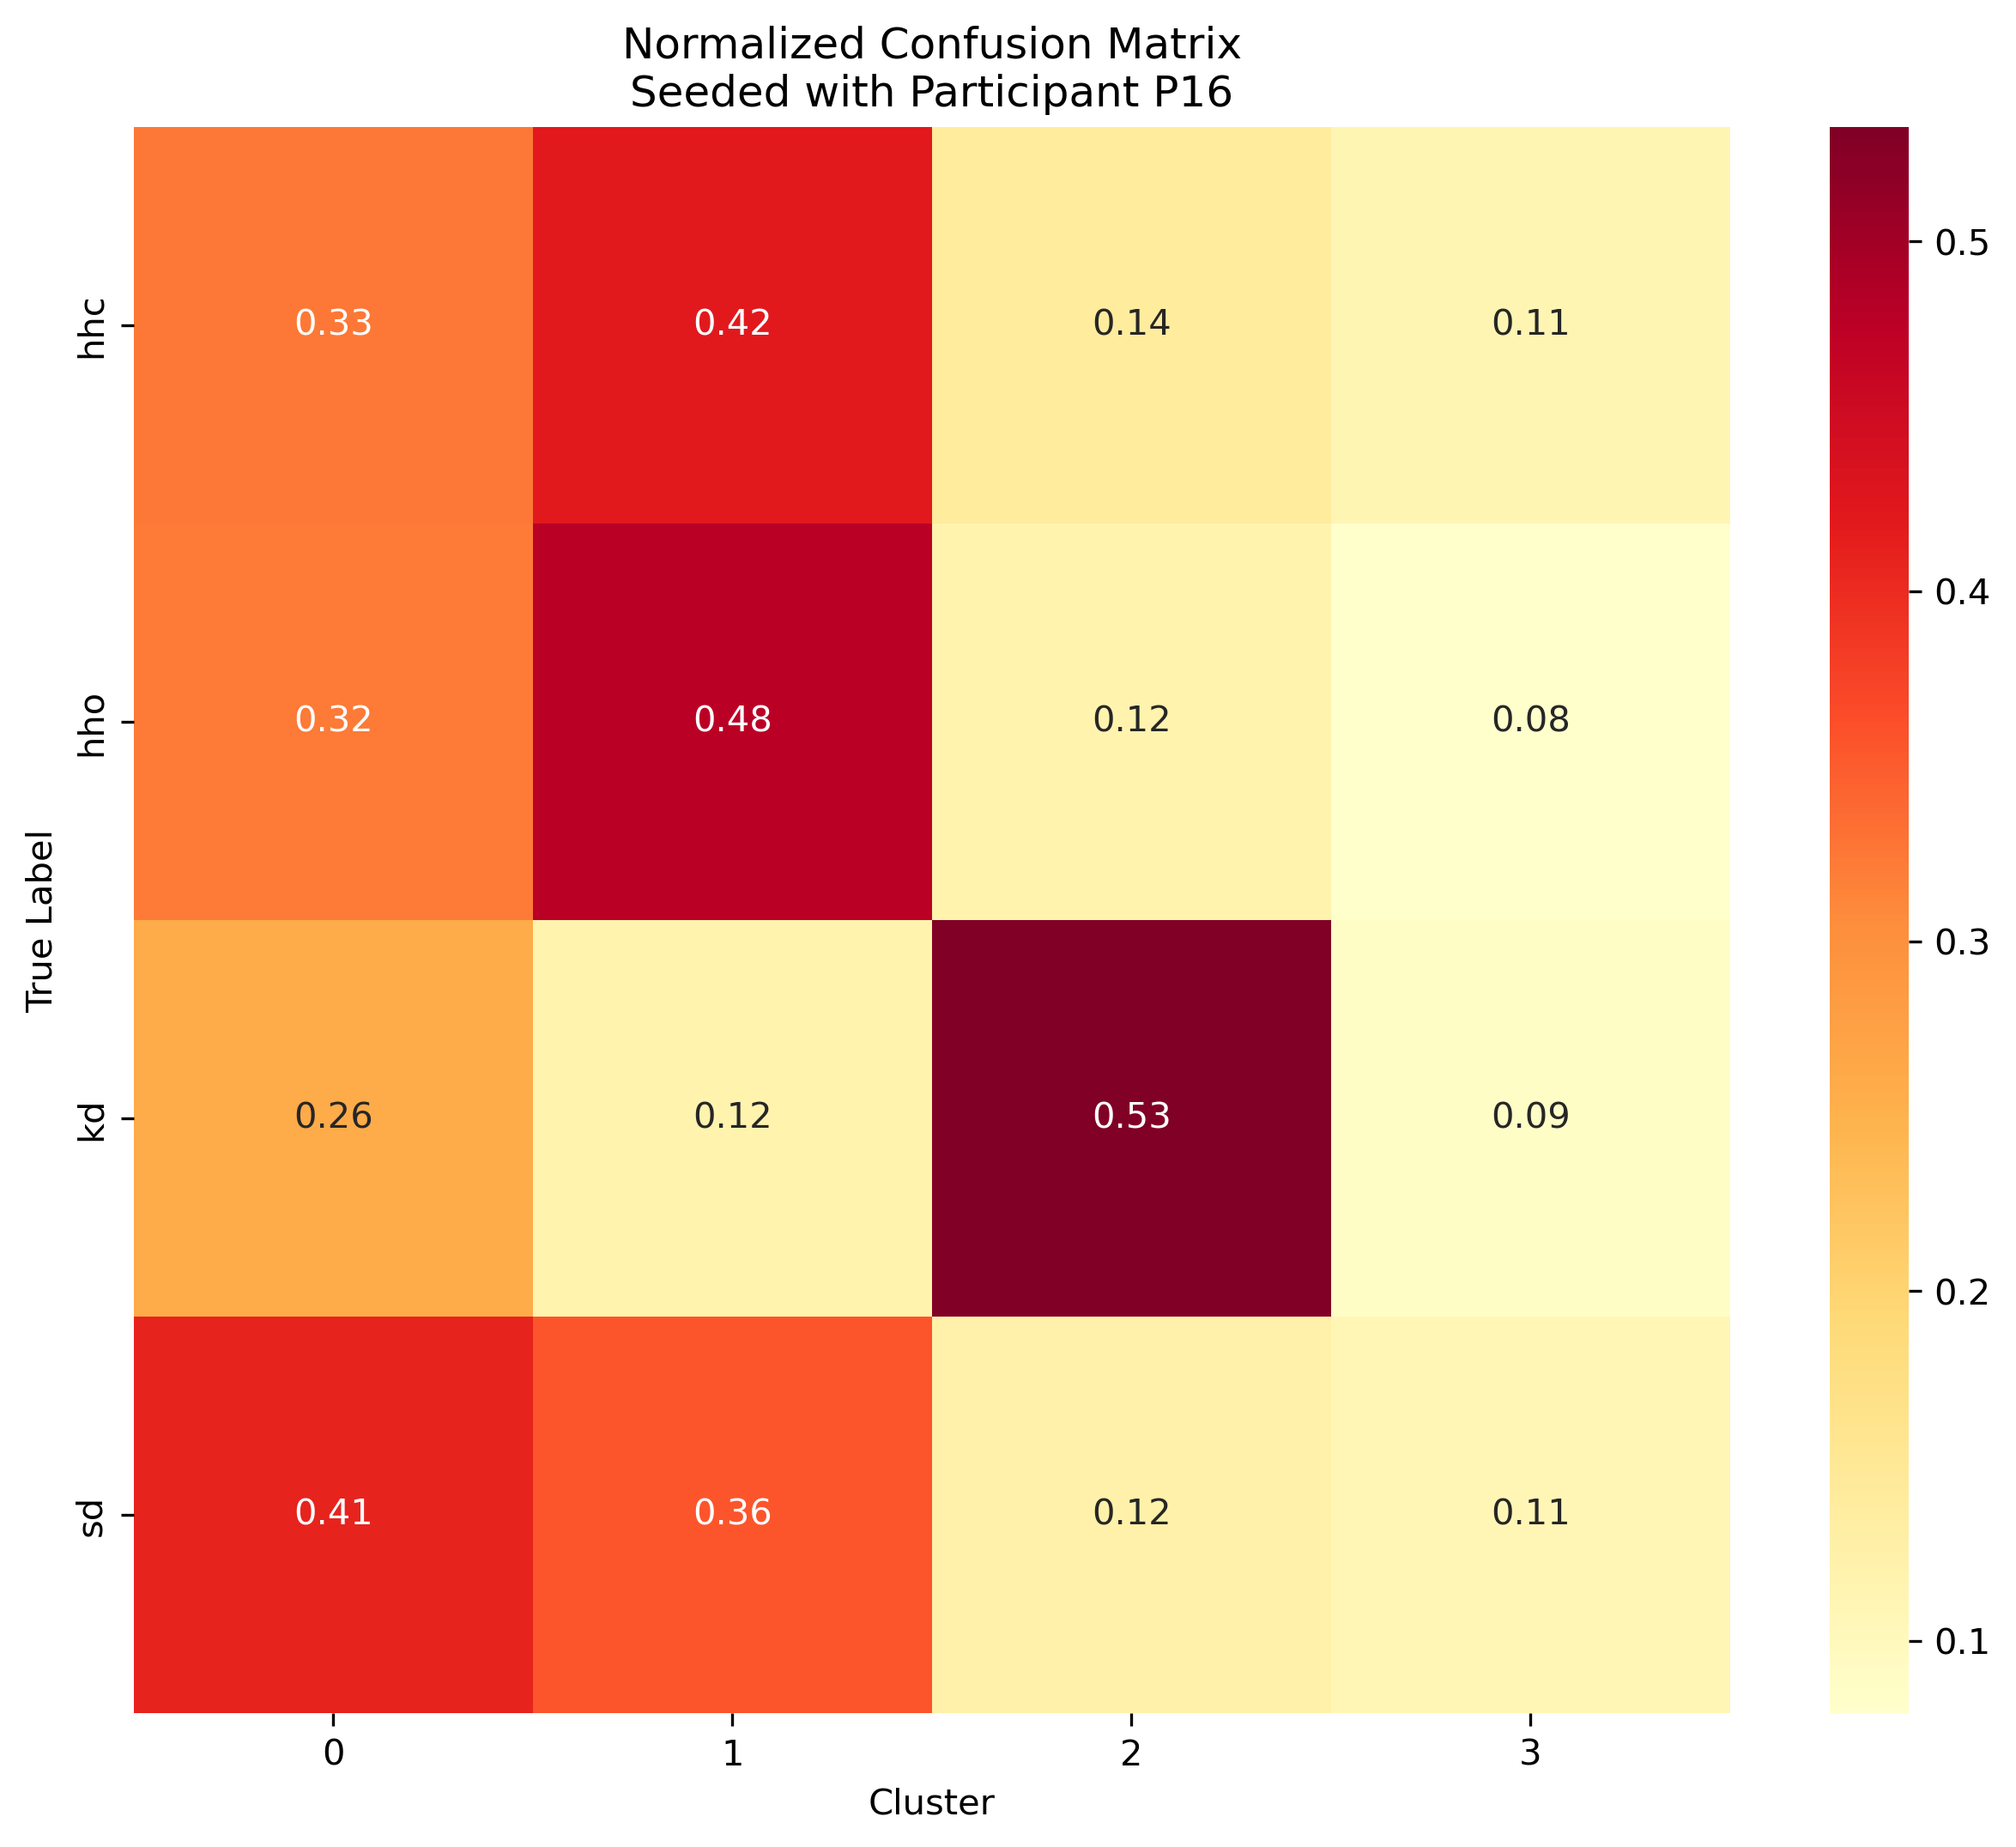 Normalized Confusion Matrix
Seeded with Participant P16
True Label
hhc 0.33 0.42 0.14 0.11
hho 0.32 0.48 0.12 0.08
kd 0.26 0.12 0.53 0.09
sd 0.41 0.36 0.12 0.11
0 1 2 3
Cluster
0.5
0.4
0.3
0.2
0.1